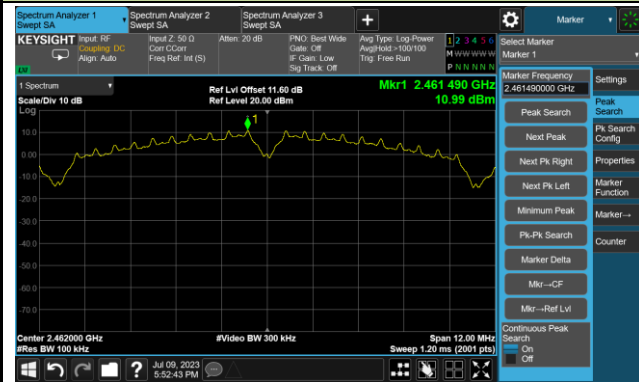 Spectrum Analyzer 1
Swept SA
Spectrum Analyzer 2
Swept SA
Spectrum Analyzer 3
Swept SA
+
Marker
KEYSIGHT
Input: RF
Coupling: DC
Align: Auto
Input Z: 50 Ω
Corr CCorr
Freq Ref: Int (S)
Atten: 20 dB
PNO: Best Wide
Gate: Off
IF Gain: Low
Sig Track: Off
Avg Type: Log-Power
Avg|Hold:>100/100
Trig: Free Run
1 2 3 4 5 6
M W W W W W
P N N N N N
Select Marker
Marker 1
LW
1 Spectrum
Scale/Div 10 dB
Log
Ref Lvl Offset 11.60 dB
Ref Level 20.00 dBm
Mkr1 2.461 490 GHz
10.99 dBm
1
10.0
0.00
-10.0
-20.0
-30.0
-40.0
-50.0
-60.0
-70.0
Center 2.462000 GHz
#Res BW 100 kHz
#Video BW 300 kHz
Span 12.00 MHz
Sweep 1.20 ms (2001 pts)
Marker Frequency
2.461490000 GHz
Peak Search
Next Peak
Next Pk Right
Next Pk Left
Minimum Peak
Pk-Pk Search
Marker Delta
Mkr→CF
Mkr→Ref Lvl
Continuous Peak
Search
On
Off
Settings
Peak
Search
Pk Search
Config
Properties
Marker
Function
Marker→
Counter
?
Jul 09, 2023
5:52:43 PM